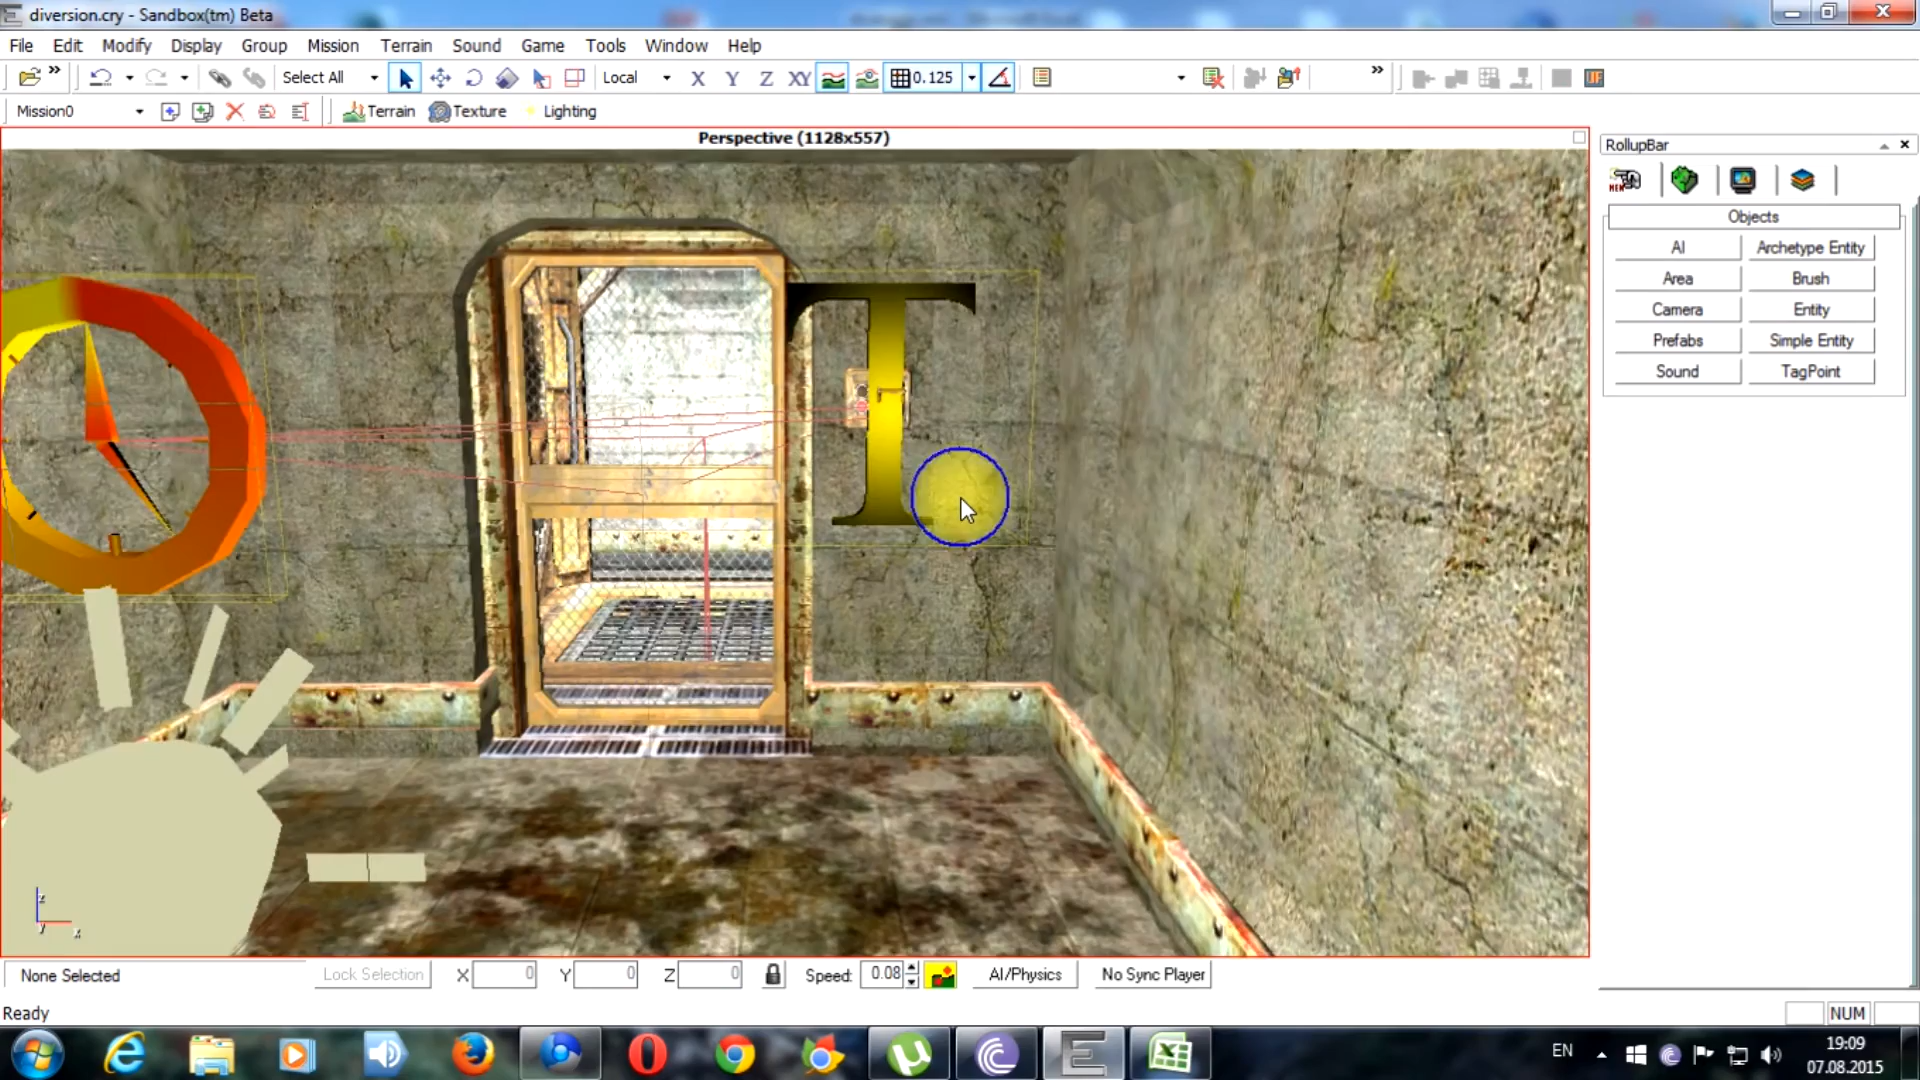 diversion.cry - Sandbox(tm) Beta
File Edit Modify Display Group Mission Terrain Sound Game Tools Window Help
Select All Local X Y Z XY 0.125
Mission0 Terrain Texture Lighting
Perspective (1128x557)
RollupBar
Objects
AI Archetype Entity
Area Brush
Camera Entity
Prefabs Simple Entity
Sound TagPoint
T
z
y x
None Selected Lock Selection X 0 Y 0 Z 0 Speed: 0.08 AI/Physics No Sync Player
Ready NUM
EN 19:09
07.08.2015